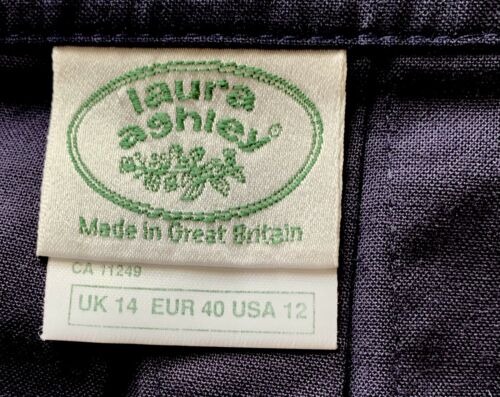 laura
ashley©
Made in Great Britain
CA 11249
UK 14 EUR 40 USA 12